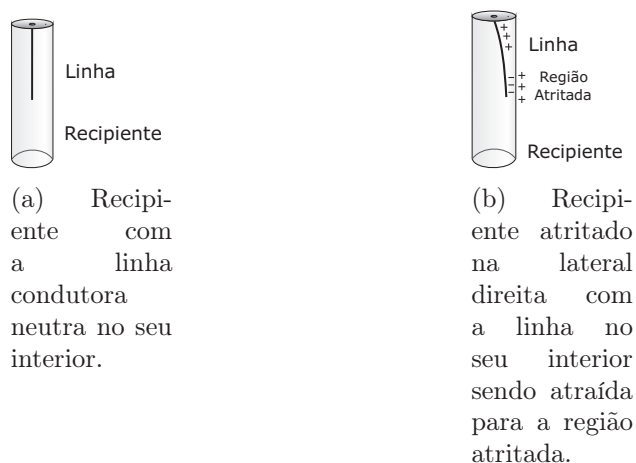 Linha
Recipiente
(a) Recipi-
ente com
a linha
condutora
neutra no seu
interior.
+
+
+
Linha
– +
– +
– +
Região
Atritada
Recipiente
(b) Recipi-
ente atritado
na lateral
direita com
a linha no
seu interior
sendo atraída
para a região
atritada.